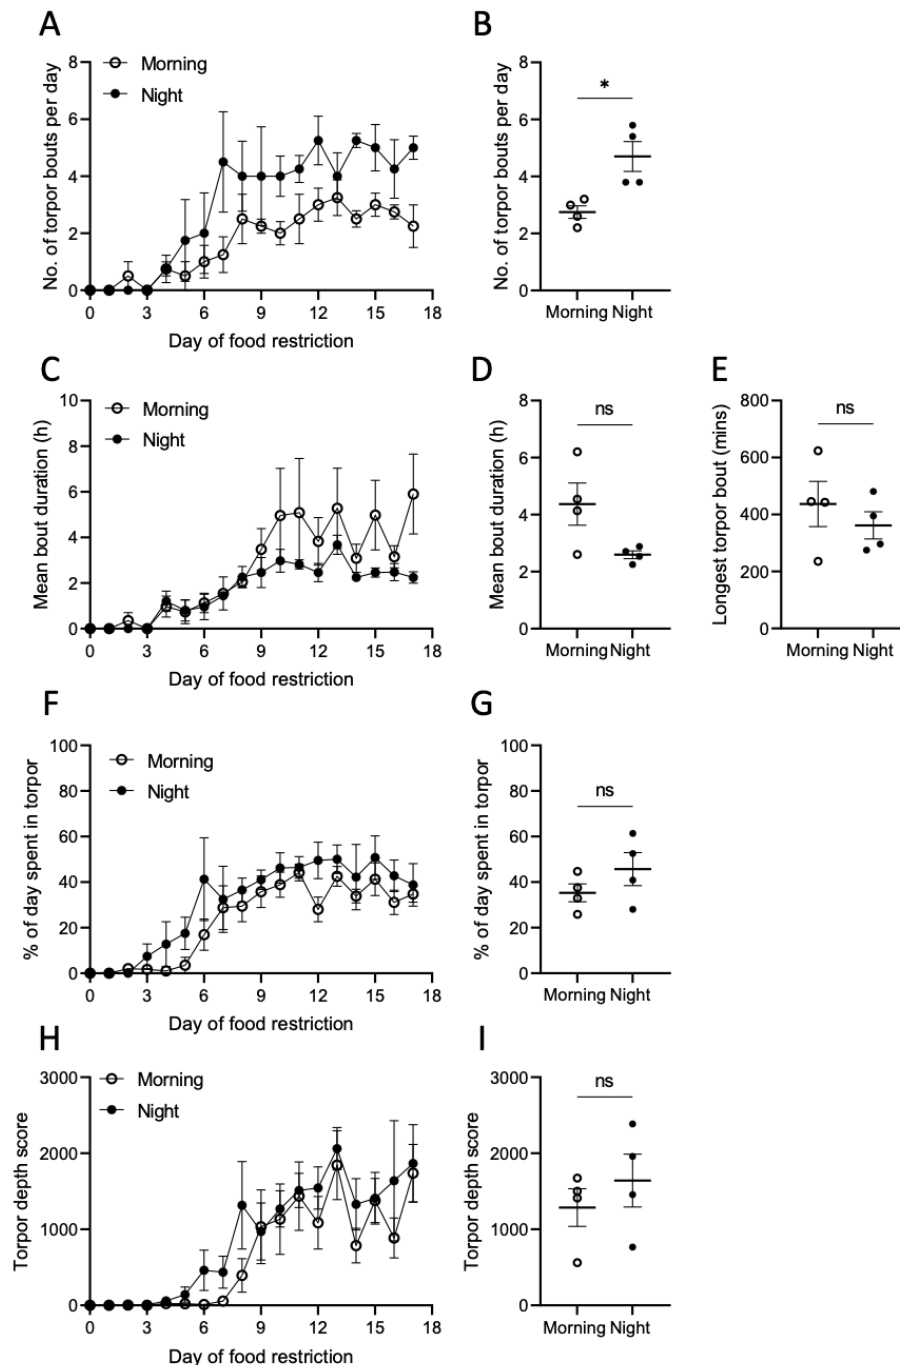 A
No. of torpor bouts per day
8
6
4
2
0
Morning
Night
0 3 6 9 12 15 18
Day of food restriction
B
No. of torpor bouts per day
8
6
4
2
0
*
Morning Night
C
Mean bout duration (h)
10
8
6
4
2
0
Morning
Night
0 3 6 9 12 15 18
Day of food restriction
D
Mean bout duration (h)
8
6
4
2
0
ns
Morning Night
E
Longest torpor bout (mins)
800
600
400
200
0
ns
Morning Night
F
% of day spent in torpor
100
80
60
40
20
0
Morning
Night
0 3 6 9 12 15 18
Day of food restriction
G
% of day spent in torpor
100
80
60
40
20
0
ns
Morning Night
H
Torpor depth score
3000
2000
1000
0
Morning
Night
0 3 6 9 12 15 18
Day of food restriction
I
Torpor depth score
3000
2000
1000
0
ns
Morning Night